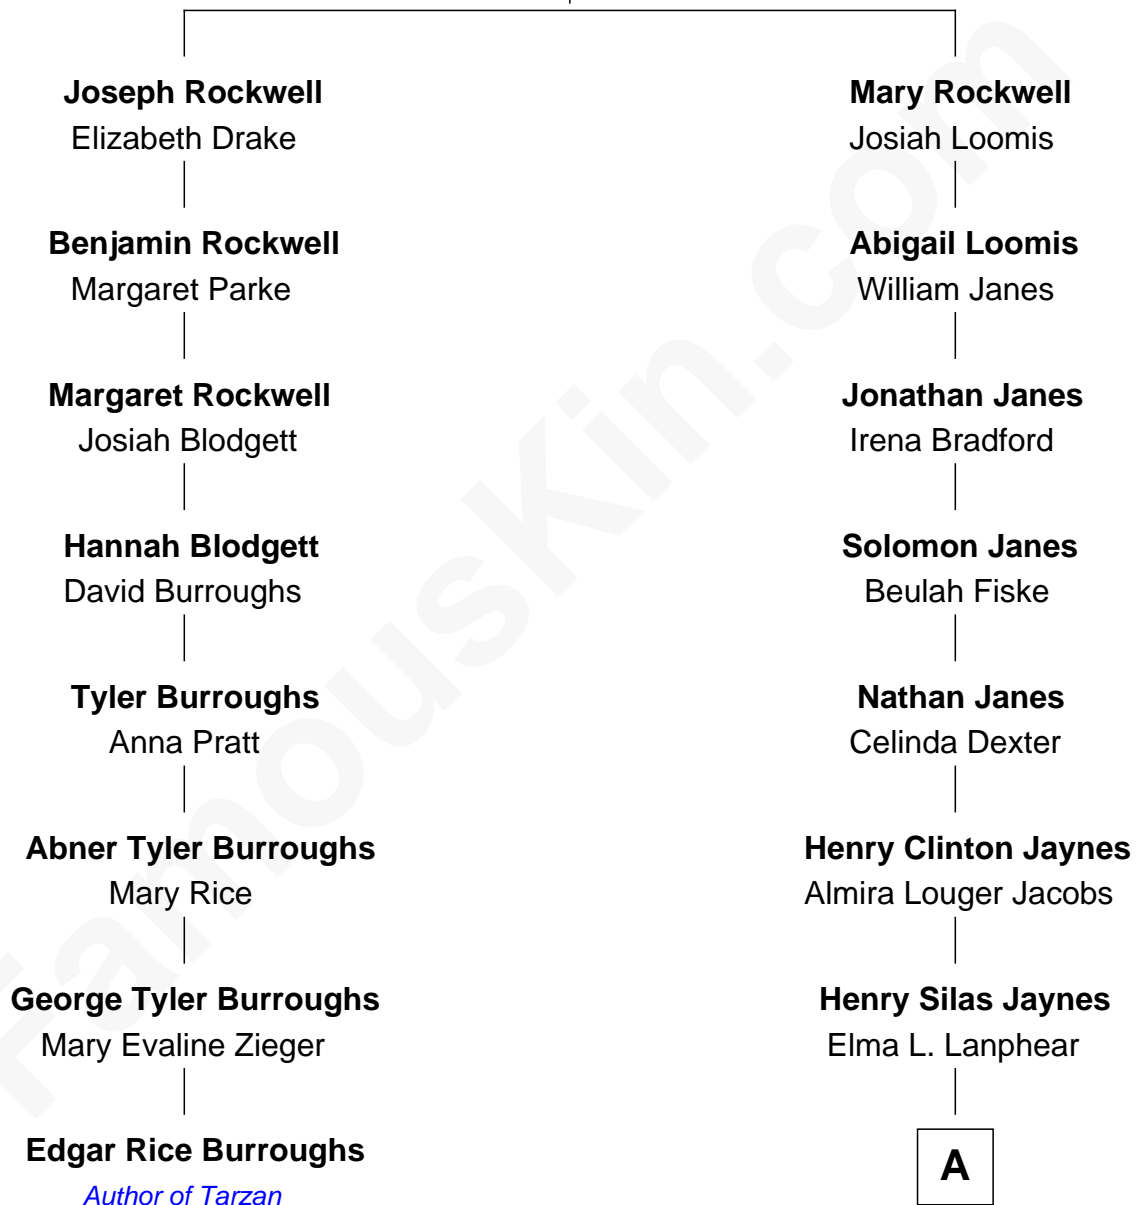 Joseph Rockwell
Elizabeth Drake
Benjamin Rockwell
Margaret Parke
Margaret Rockwell
Josiah Blodgett
Hannah Blodgett
David Burroughs
Tyler Burroughs
Anna Pratt
Abner Tyler Burroughs
Mary Rice
George Tyler Burroughs
Mary Evaline Zieger
Edgar Rice Burroughs
Author of Tarzan
Mary Rockwell
Josiah Loomis
Abigail Loomis
William Janes
Jonathan Janes
Irena Bradford
Solomon Janes
Beulah Fiske
Nathan Janes
Celinda Dexter
Henry Clinton Jaynes
Almira Louger Jacobs
Henry Silas Jaynes
Elma L. Lanphear
A
FamousKin.com